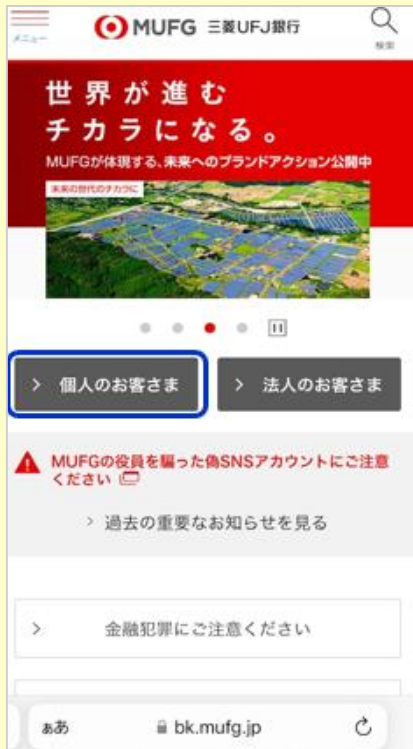 メニュー
MUFG 三菱UFJ銀行
検索
世界が進む
チカラになる。
MUFGが体現する、未来へのブランドアクション公開中
未来の世代のチカラに
> 個人のお客さま
> 法人のお客さま
MUFGの役員を騙った偽SNSアカウントにご注意
ください
> 過去の重要なお知らせを見る
> 金融犯罪にご注意ください
ぁあ
bk.mufg.jp